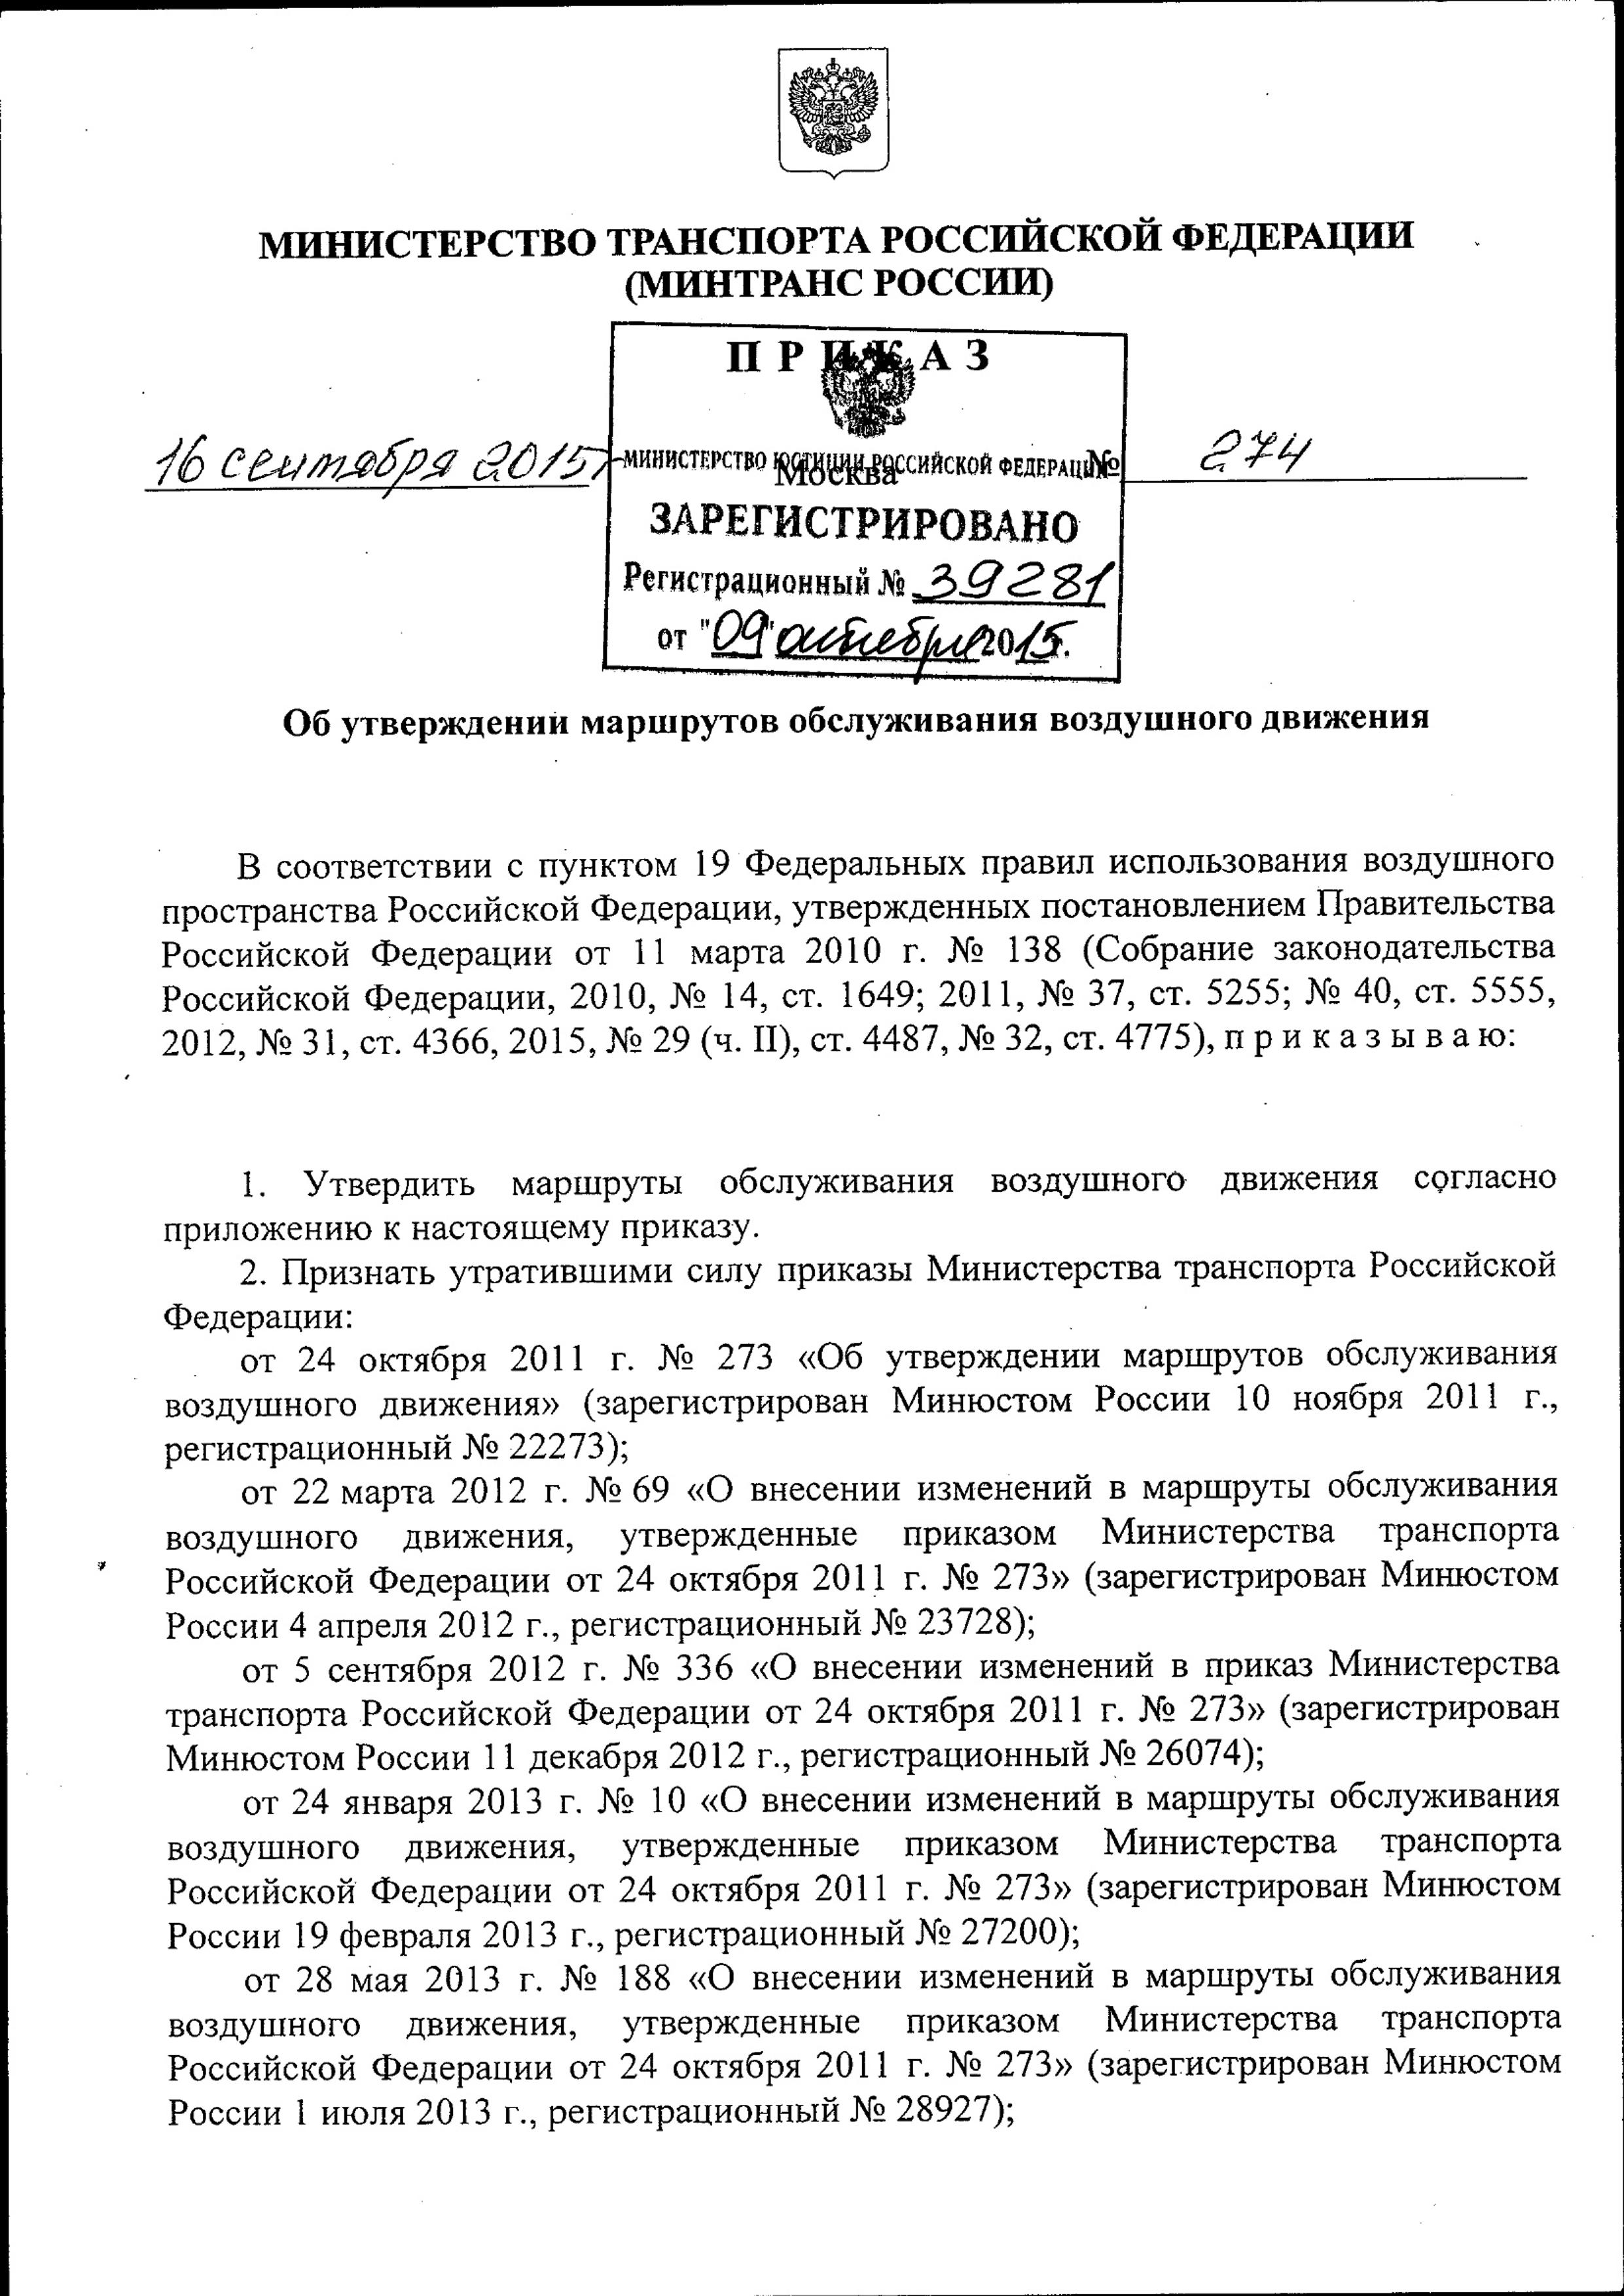 МИНИСТЕРСТВО ТРАНСПОРТА РОССИЙСКОЙ ФЕДЕРАЦИИ
(МИНТРАНС РОССИИ)
П Р И К А З
16 сентября 2015 г. МИНИСТЕРСТВО ЮСТИЦИИ РОССИЙСКОЙ ФЕДЕРАЦИИ № 274
Москва
ЗАРЕГИСТРИРОВАНО
Регистрационный № 39281
от "09" октября 2015 г.
Об утверждении маршрутов обслуживания воздушного движения
В соответствии с пунктом 19 Федеральных правил использования воздушного
пространства Российской Федерации, утвержденных постановлением Правительства
Российской Федерации от 11 марта 2010 г. № 138 (Собрание законодательства
Российской Федерации, 2010, № 14, ст. 1649; 2011, № 37, ст. 5255; № 40, ст. 5555,
2012, № 31, ст. 4366, 2015, № 29 (ч. II), ст. 4487, № 32, ст. 4775), п р и к а з ы в а ю:
1. Утвердить маршруты обслуживания воздушного движения согласно
приложению к настоящему приказу.
2. Признать утратившими силу приказы Министерства транспорта Российской
Федерации:
от 24 октября 2011 г. № 273 «Об утверждении маршрутов обслуживания
воздушного движения» (зарегистрирован Минюстом России 10 ноября 2011 г.,
регистрационный № 22273);
от 22 марта 2012 г. № 69 «О внесении изменений в маршруты обслуживания
воздушного движения, утвержденные приказом Министерства транспорта
Российской Федерации от 24 октября 2011 г. № 273» (зарегистрирован Минюстом
России 4 апреля 2012 г., регистрационный № 23728);
от 5 сентября 2012 г. № 336 «О внесении изменений в приказ Министерства
транспорта Российской Федерации от 24 октября 2011 г. № 273» (зарегистрирован
Минюстом России 11 декабря 2012 г., регистрационный № 26074);
от 24 января 2013 г. № 10 «О внесении изменений в маршруты обслуживания
воздушного движения, утвержденные приказом Министерства транспорта
Российской Федерации от 24 октября 2011 г. № 273» (зарегистрирован Минюстом
России 19 февраля 2013 г., регистрационный № 27200);
от 28 мая 2013 г. № 188 «О внесении изменений в маршруты обслуживания
воздушного движения, утвержденные приказом Министерства транспорта
Российской Федерации от 24 октября 2011 г. № 273» (зарегистрирован Минюстом
России 1 июля 2013 г., регистрационный № 28927);